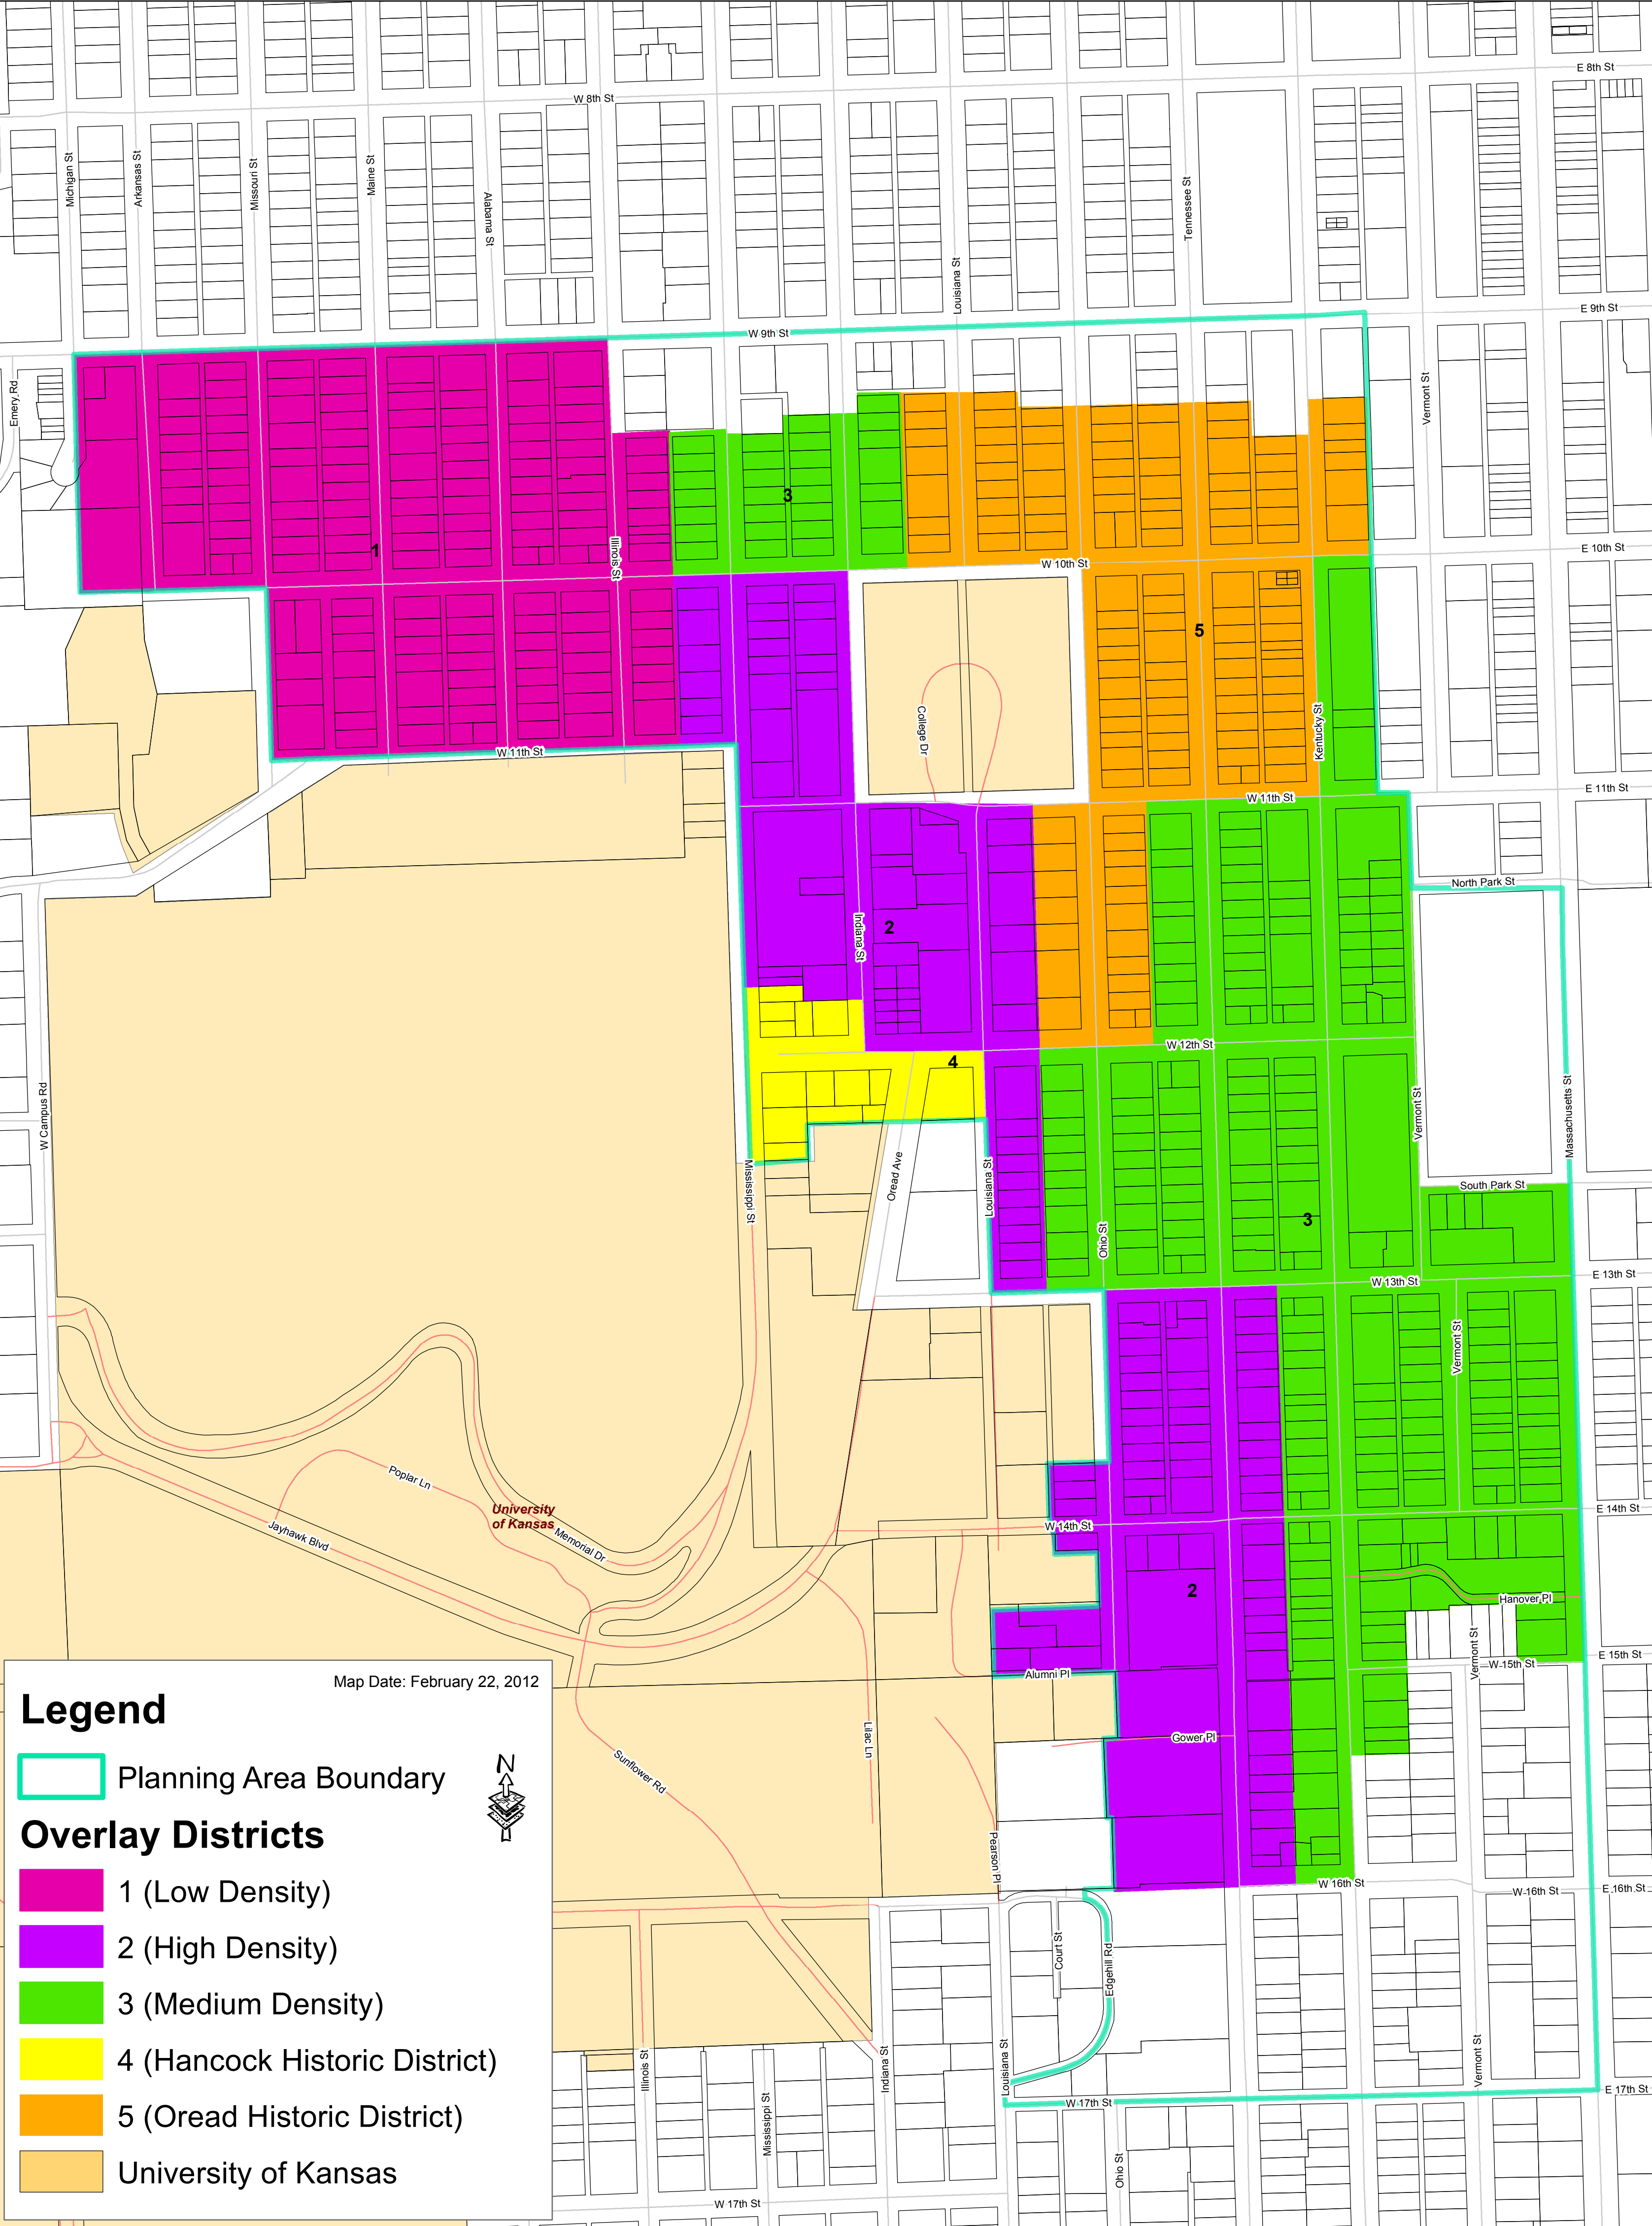 E 8th St
W 8th St
Michigan St
Arkansas St
Missouri St
Maine St
Alabama St
Tennessee St
Louisiana St
E 9th St
W 9th St
Emery Rd
Vermont St
3
1
Illinois St
E 10th St
W 10th St
5
College Dr
Kentucky St
W 11th St
E 11th St
W 11th St
North Park St
2
Indiana St
W 12th St
4
W Campus Rd
Vermont St
Massachusetts St
Mississippi St
Oread Ave
Louisiana St
South Park St
3
Ohio St
E 13th St
W 13th St
Vermont St
Poplar Ln
University
of Kansas
Memorial Dr
Jayhawk Blvd
E 14th St
W 14th St
2
Hanover Pl
Vermont St
E 15th St
W 15th St
Alumni Pl
Gower Pl
Lilac Ln
Sunflower Rd
Pearson Pl
W 16th St
W 16th St
E 16th St
Court St
Edgehill Rd
Illinois St
Mississippi St
Indiana St
Louisiana St
Vermont St
E 17th St
W 17th St
Ohio St
W 17th St
Map Date: February 22, 2012
Legend
N
Planning Area Boundary
Overlay Districts
1 (Low Density)
2 (High Density)
3 (Medium Density)
4 (Hancock Historic District)
5 (Oread Historic District)
University of Kansas